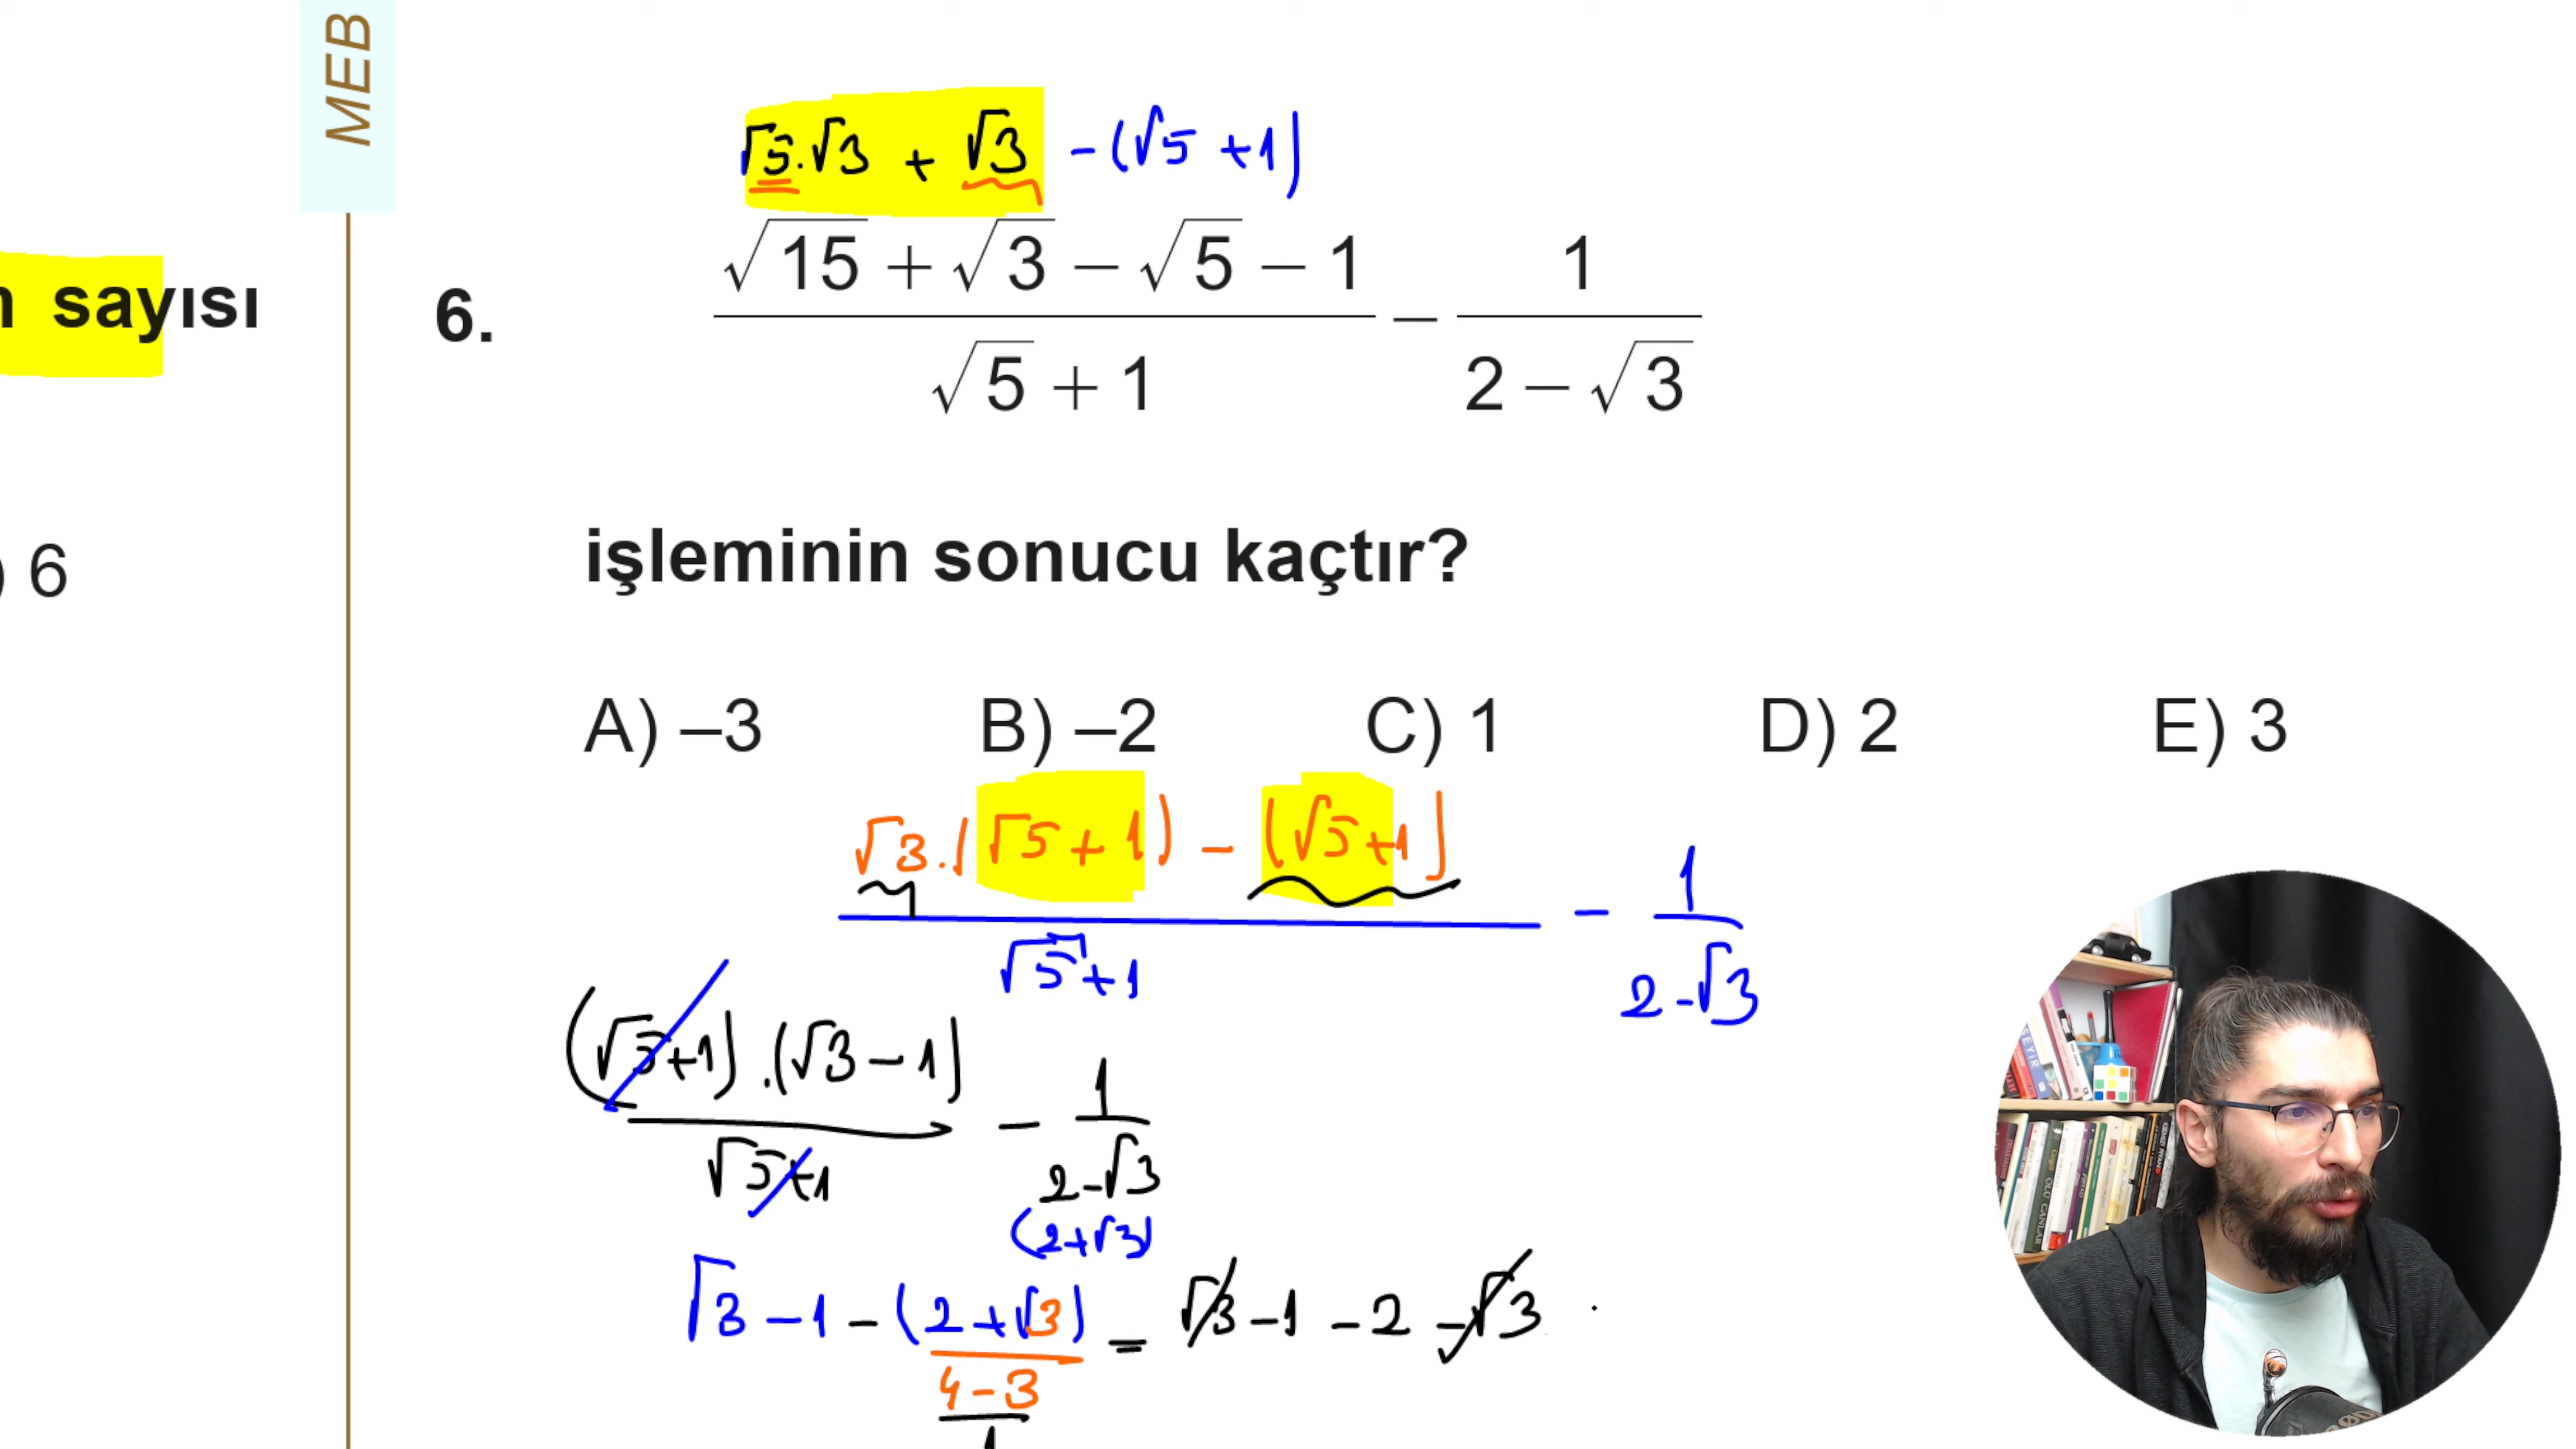 MEB
sayısı
) 6
√5.√3 + √3 -(√5 +1)
6.
√15 + √3 − √5 − 1
√5 + 1
−
1
2 − √3
işleminin sonucu kaçtır?
A) –3 B) –2 C) 1 D) 2 E) 3
√3.(√5+1) - (√5+1)
√5+1
- 1
2-√3
(√5+1).(√3-1)
√5+1
- 1
2-√3
(2+√3)
√3 -1 -(2+√3) = √3 -1 -2 -√3
4-3
1